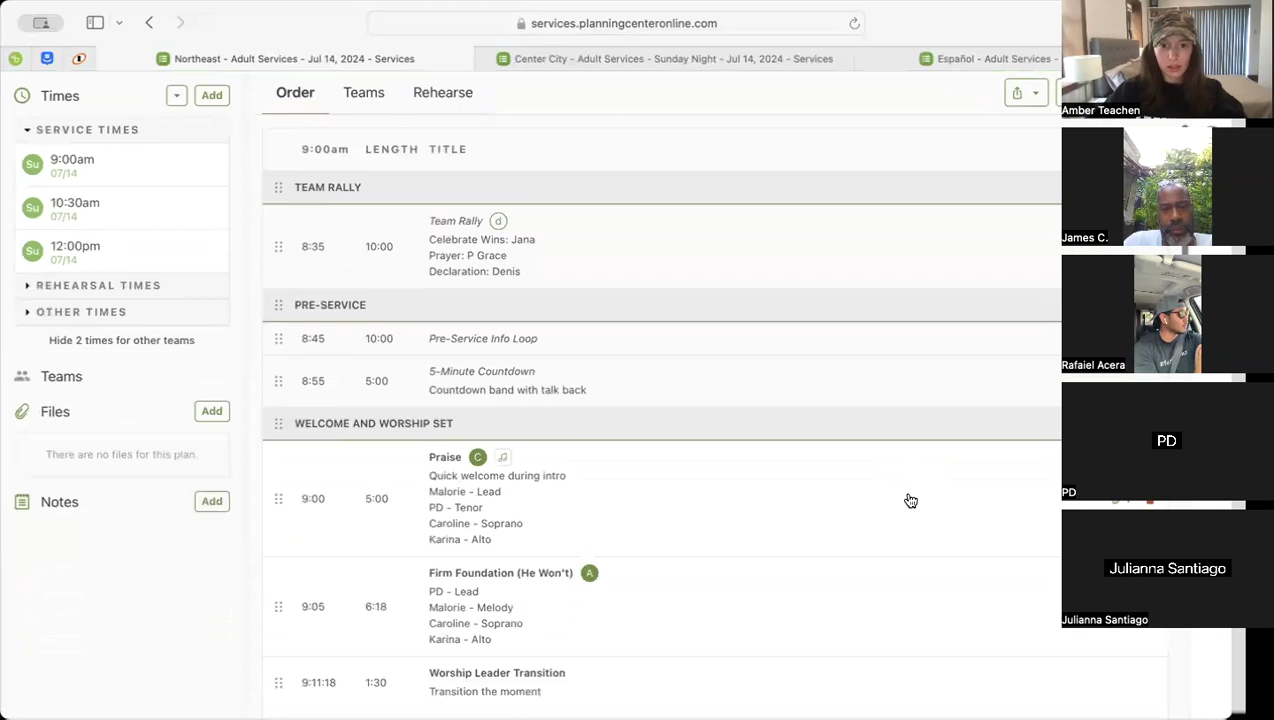 services.planningcenteronline.com
Northeast - Adult Services - Jul 14, 2024 - Services
Center City - Adult Services - Sunday Night - Jul 14, 2024 - Services
Español - Adult Services -
Times
Add
SERVICE TIMES
Su
9:00am
07/14
Su
10:30am
07/14
Su
12:00pm
07/14
REHEARSAL TIMES
OTHER TIMES
Hide 2 times for other teams
Teams
Files
Add
There are no files for this plan.
Notes
Add
Order
Teams
Rehearse
9:00am LENGTH TITLE
TEAM RALLY
8:35 10:00
Team Rally d
Celebrate Wins: Jana
Prayer: P Grace
Declaration: Denis
PRE-SERVICE
8:45 10:00 Pre-Service Info Loop
8:55 5:00
5-Minute Countdown
Countdown band with talk back
WELCOME AND WORSHIP SET
9:00 5:00
Praise C
Quick welcome during intro
Malorie - Lead
PD - Tenor
Caroline - Soprano
Karina - Alto
9:05 6:18
Firm Foundation (He Won't) A
PD - Lead
Malorie - Melody
Caroline - Soprano
Karina - Alto
9:11:18 1:30
Worship Leader Transition
Transition the moment
Amber Teachen
James C.
Rafaiel Acera
PD
PD
Julianna Santiago
Julianna Santiago